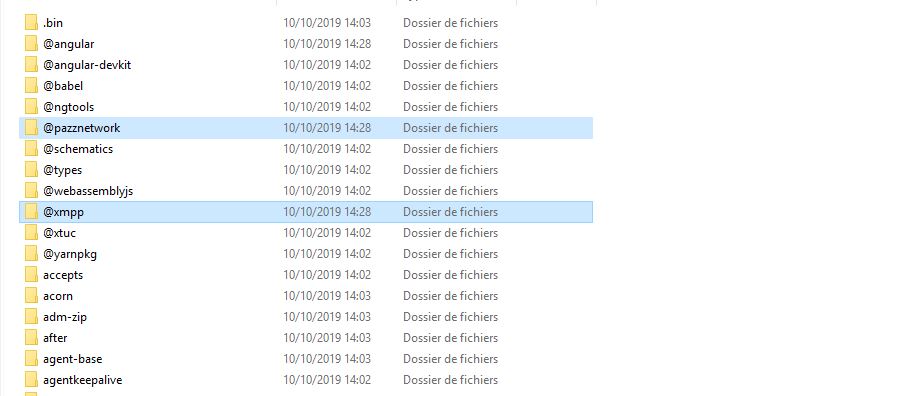 .bin 10/10/2019 14:03 Dossier de fichiers
@angular 10/10/2019 14:28 Dossier de fichiers
@angular-devkit 10/10/2019 14:02 Dossier de fichiers
@babel 10/10/2019 14:02 Dossier de fichiers
@ngtools 10/10/2019 14:02 Dossier de fichiers
@pazznetwork 10/10/2019 14:28 Dossier de fichiers
@schematics 10/10/2019 14:02 Dossier de fichiers
@types 10/10/2019 14:02 Dossier de fichiers
@webassemblyjs 10/10/2019 14:02 Dossier de fichiers
@xmpp 10/10/2019 14:28 Dossier de fichiers
@xtuc 10/10/2019 14:02 Dossier de fichiers
@yarnpkg 10/10/2019 14:02 Dossier de fichiers
accepts 10/10/2019 14:02 Dossier de fichiers
acorn 10/10/2019 14:03 Dossier de fichiers
adm-zip 10/10/2019 14:03 Dossier de fichiers
after 10/10/2019 14:03 Dossier de fichiers
agent-base 10/10/2019 14:03 Dossier de fichiers
agentkeepalive 10/10/2019 14:02 Dossier de fichiers